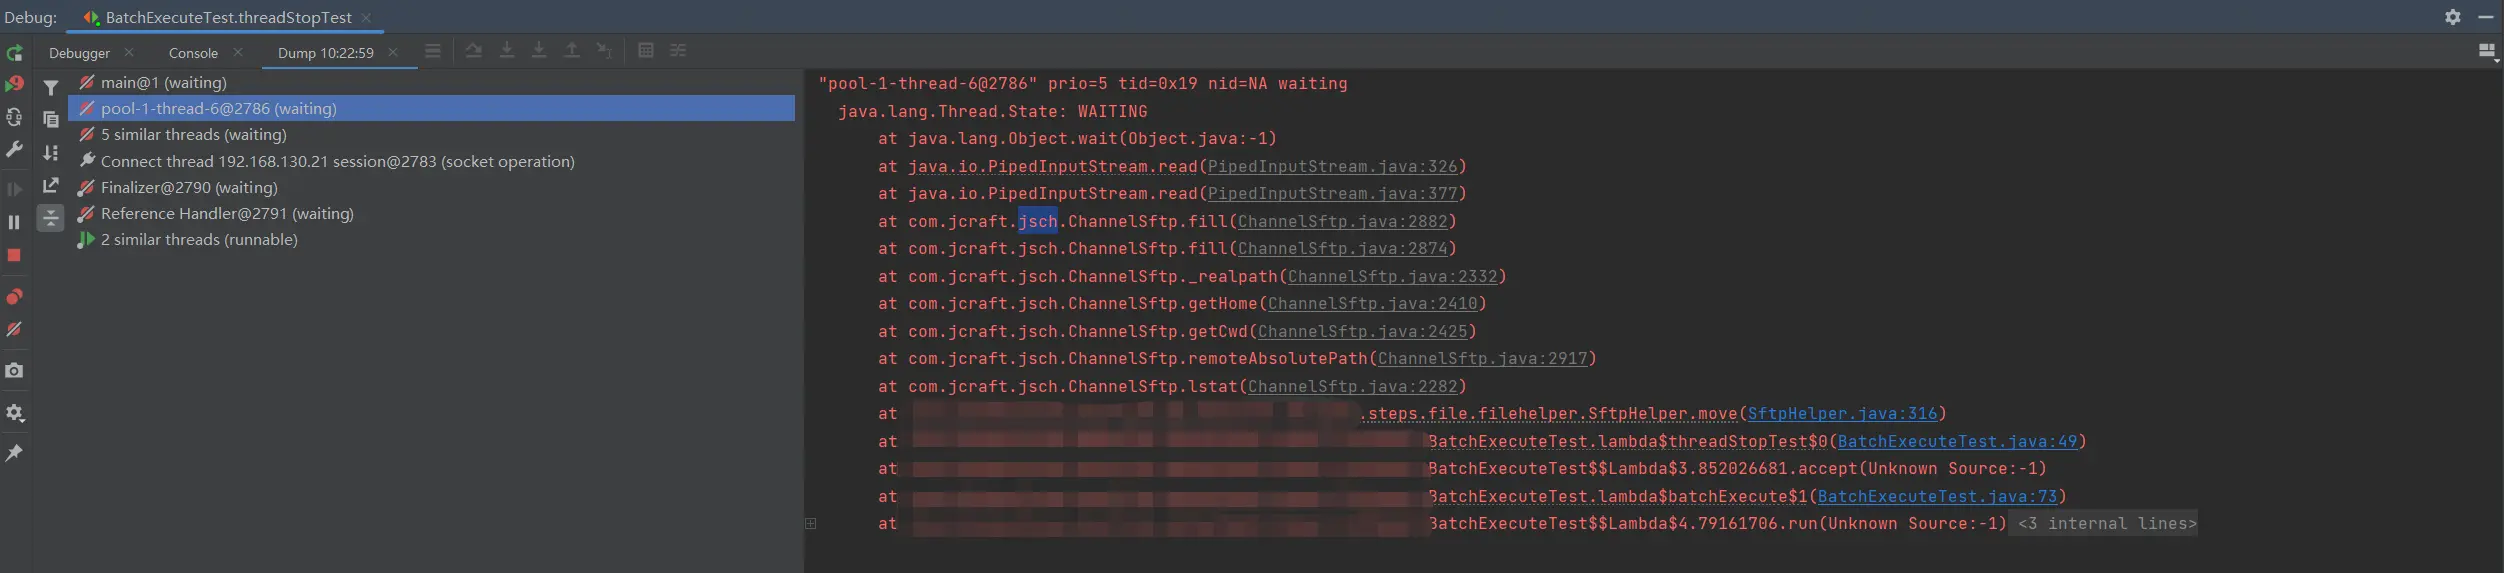 Debug: BatchExecuteTest.threadStopTest
Debugger Console Dump 10:22:59
main@1 (waiting)
pool-1-thread-6@2786 (waiting)
5 similar threads (waiting)
Connect thread 192.168.130.21 session@2783 (socket operation)
Finalizer@2790 (waiting)
Reference Handler@2791 (waiting)
2 similar threads (runnable)
"pool-1-thread-6@2786" prio=5 tid=0x19 nid=NA waiting
java.lang.Thread.State: WAITING
at java.lang.Object.wait(Object.java:-1)
at java.io.PipedInputStream.read(PipedInputStream.java:326)
at java.io.PipedInputStream.read(PipedInputStream.java:377)
at com.jcraft.jsch.ChannelSftp.fill(ChannelSftp.java:2882)
at com.jcraft.jsch.ChannelSftp.fill(ChannelSftp.java:2874)
at com.jcraft.jsch.ChannelSftp._realpath(ChannelSftp.java:2332)
at com.jcraft.jsch.ChannelSftp.getHome(ChannelSftp.java:2410)
at com.jcraft.jsch.ChannelSftp.getCwd(ChannelSftp.java:2425)
at com.jcraft.jsch.ChannelSftp.remoteAbsolutePath(ChannelSftp.java:2917)
at com.jcraft.jsch.ChannelSftp.lstat(ChannelSftp.java:2282)
at .steps.file.filehelper.SftpHelper.move(SftpHelper.java:316)
at BatchExecuteTest.lambda$threadStopTest$0(BatchExecuteTest.java:49)
at BatchExecuteTest$$Lambda$3.852026681.accept(Unknown Source:-1)
at BatchExecuteTest.lambda$batchExecute$1(BatchExecuteTest.java:73)
at BatchExecuteTest$$Lambda$4.79161706.run(Unknown Source:-1) <3 internal lines>